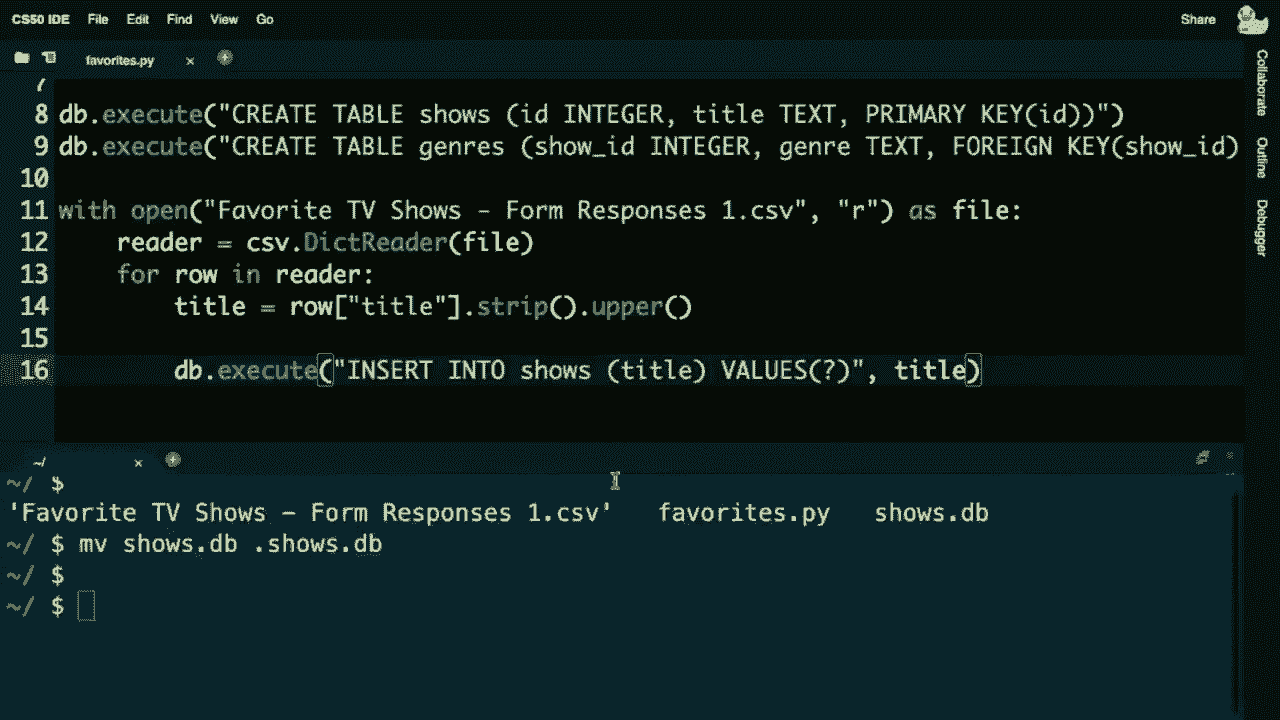 CS50 IDE File Edit Find View Go Share
favorites.py × +
7
8 db.execute("CREATE TABLE shows (id INTEGER, title TEXT, PRIMARY KEY(id))")
9 db.execute("CREATE TABLE genres (show_id INTEGER, genre TEXT, FOREIGN KEY(show_id)
10
11 with open("Favorite TV Shows - Form Responses 1.csv", "r") as file:
12 reader = csv.DictReader(file)
13 for row in reader:
14 title = row["title"].strip().upper()
15
16 db.execute("INSERT INTO shows (title) VALUES(?)", title)
~/ × +
~/ $
'Favorite TV Shows - Form Responses 1.csv' favorites.py shows.db
~/ $ mv shows.db .shows.db
~/ $
~/ $
Collaborate
Outline
Debugger